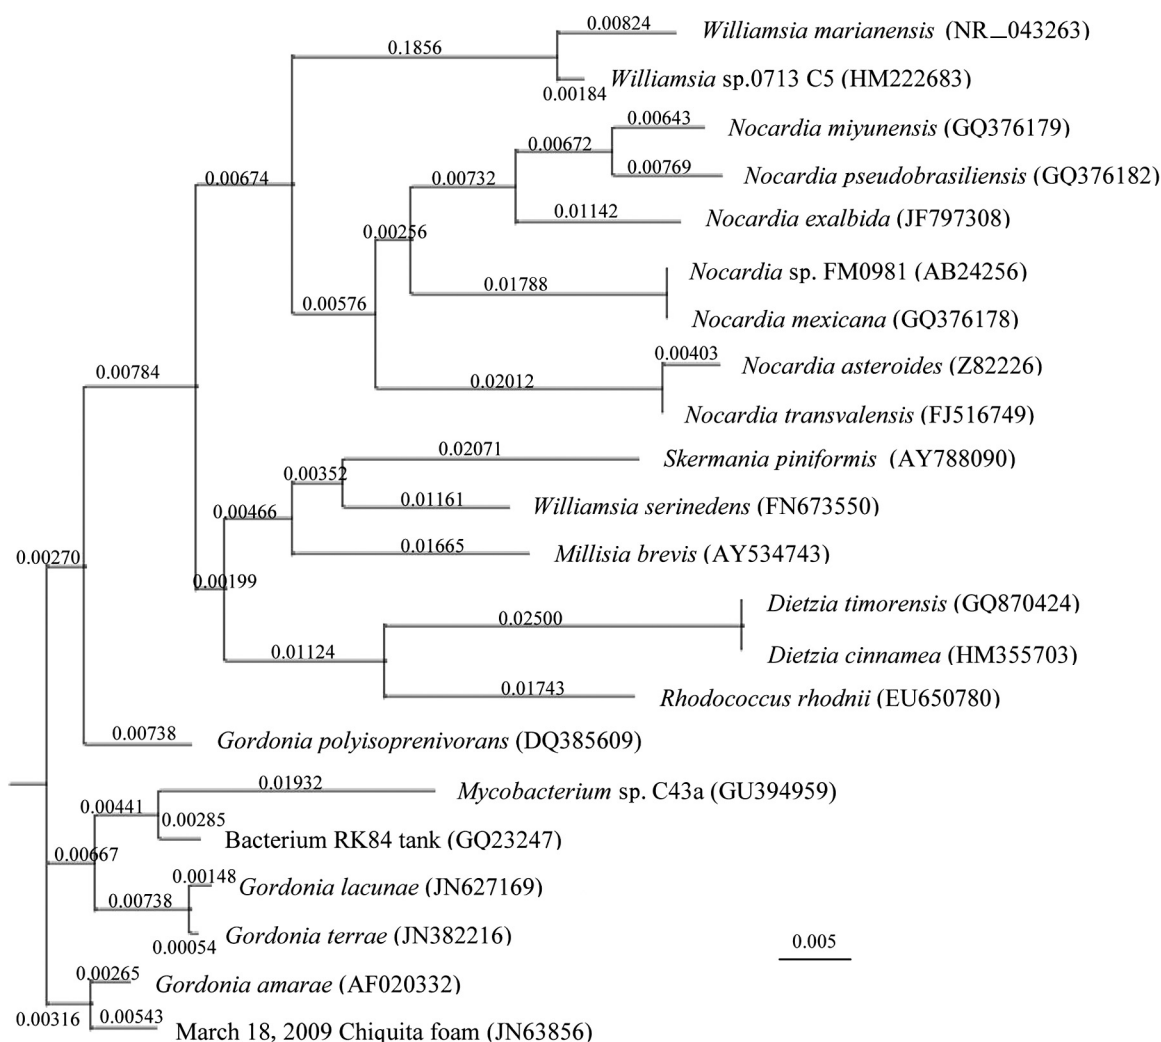 0.00824
Williamsia marianensis (NR_043263)
0.1856
Williamsia sp.0713 C5 (HM222683)
0.00184
0.00643
Nocardia miyunensis (GQ376179)
0.00672
0.00769
Nocardia pseudobrasiliensis (GQ376182)
0.00674
0.00732
0.01142
Nocardia exalbida (JF797308)
0.00256
Nocardia sp. FM0981 (AB24256)
0.01788
0.00576
Nocardia mexicana (GQ376178)
0.00403
Nocardia asteroides (Z82226)
0.00784
0.02012
Nocardia transvalensis (FJ516749)
0.02071
Skermania piniformis (AY788090)
0.00352
0.01161
Williamsia serinedens (FN673550)
0.00466
0.01665
Millisia brevis (AY534743)
0.00270
0.00199
Dietzia timorensis (GQ870424)
0.02500
0.01124
Dietzia cinnamea (HM355703)
0.01743
Rhodococcus rhodnii (EU650780)
0.00738
Gordonia polyisoprenivorans (DQ385609)
0.01932
Mycobacterium sp. C43a (GU394959)
0.00441
0.00285
Bacterium RK84 tank (GQ23247)
0.00667
0.00148
Gordonia lacunae (JN627169)
0.00738
Gordonia terrae (JN382216)
0.00054
0.005
0.00265
Gordonia amarae (AF020332)
0.00316
0.00543
March 18, 2009 Chiquita foam (JN63856)